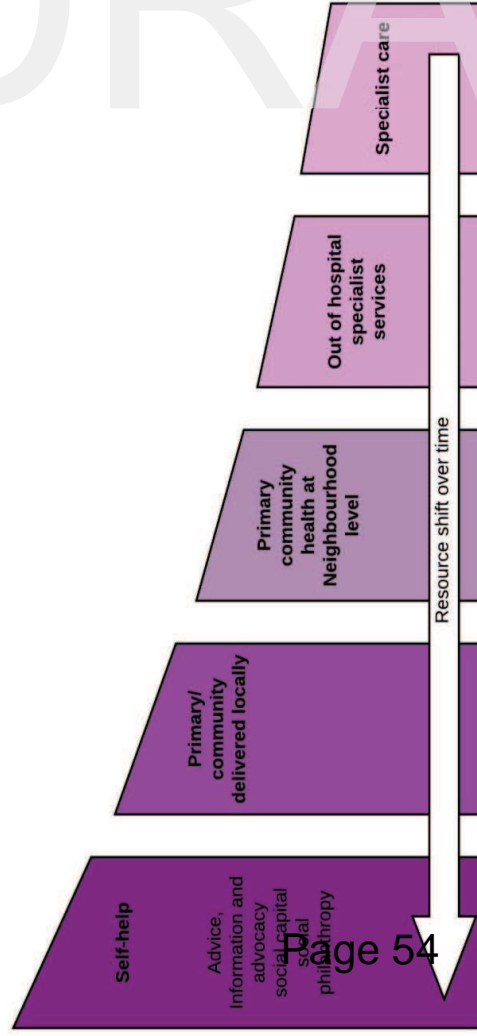 Specialist care
Out of hospital
specialist
services
Primary
community
health at
Neighbourhood
level
Primary/
community
delivered locally
Self-help
Advice,
Information and
advocacy
social capital
social
philanthropy
Resource shift over time
Page 54